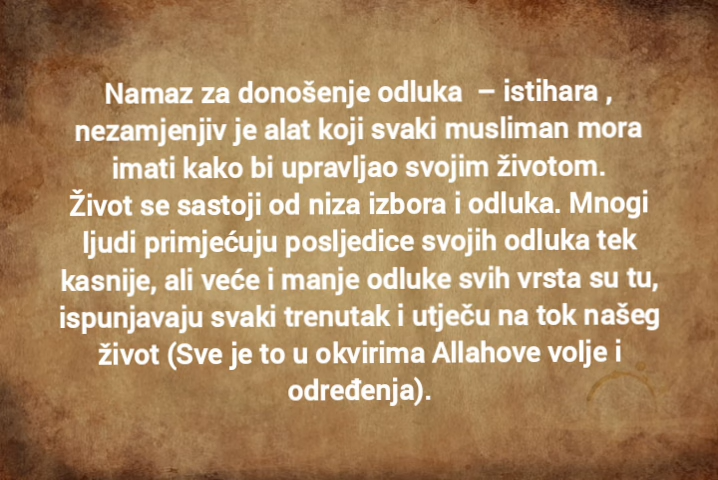 Namaz za donošenje odluka – istihara ,
nezamjenjiv je alat koji svaki musliman mora
imati kako bi upravljao svojim životom.
Život se sastoji od niza izbora i odluka. Mnogi
ljudi primjećuju posljedice svojih odluka tek
kasnije, ali veće i manje odluke svih vrsta su tu,
ispunjavaju svaki trenutak i utječu na tok našeg
život (Sve je to u okvirima Allahove volje i
određenja).